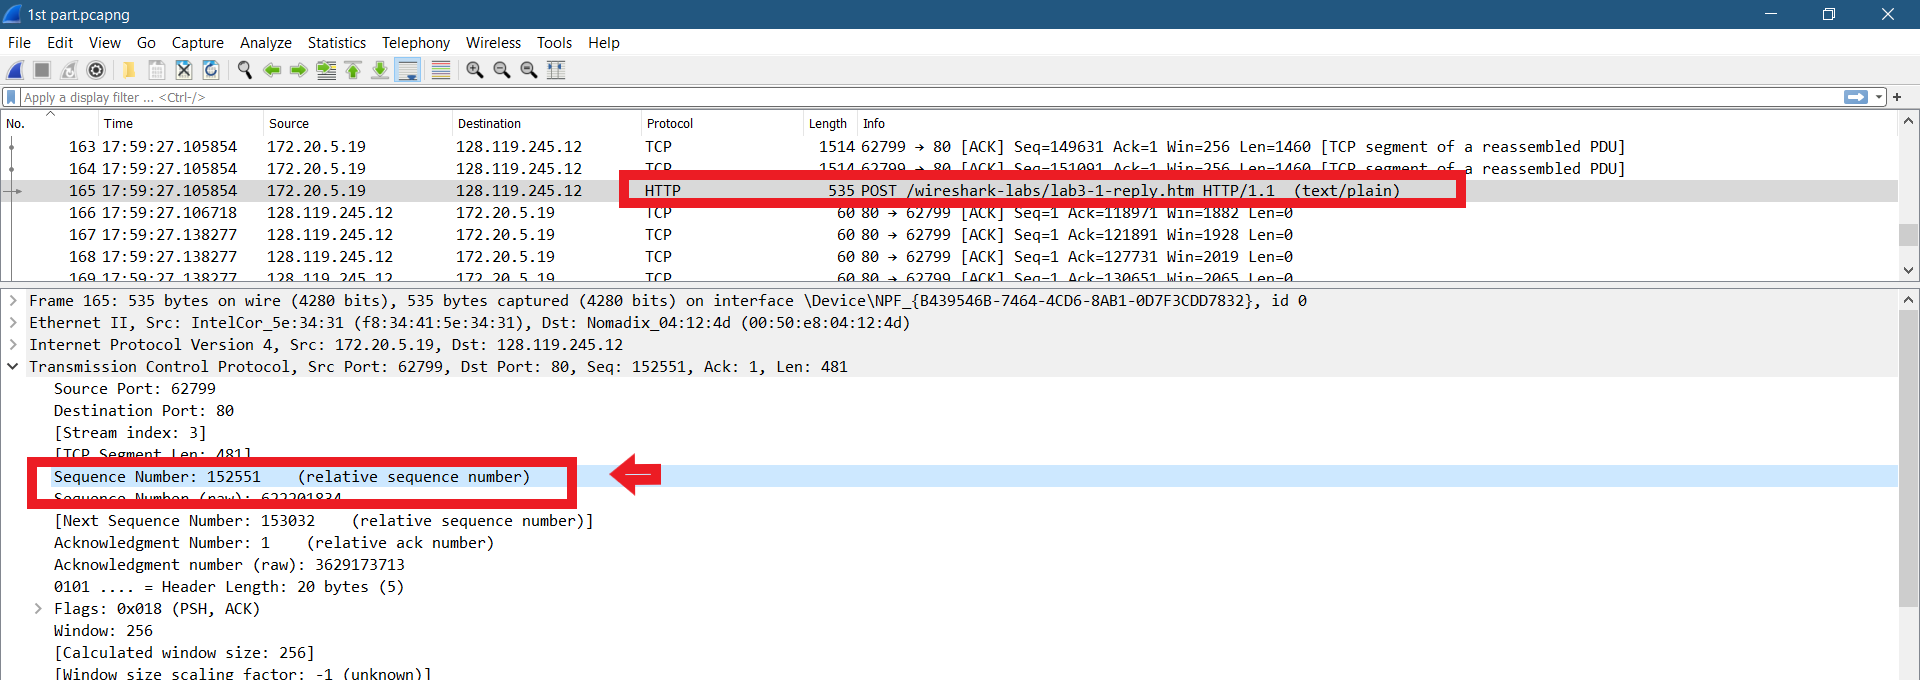 1st part.pcapng
File Edit View Go Capture Analyze Statistics Telephony Wireless Tools Help
Apply a display filter ... <Ctrl-/>
No. Time Source Destination Protocol Length Info
163 17:59:27.105854 172.20.5.19 128.119.245.12 TCP 1514 62799 → 80 [ACK] Seq=149631 Ack=1 Win=256 Len=1460 [TCP segment of a reassembled PDU]
164 17:59:27.105854 172.20.5.19 128.119.245.12 TCP 1514 62799 → 80 [ACK] Seq=151091 Ack=1 Win=256 Len=1460 [TCP segment of a reassembled PDU]
165 17:59:27.105854 172.20.5.19 128.119.245.12 HTTP 535 POST /wireshark-labs/lab3-1-reply.htm HTTP/1.1 (text/plain)
166 17:59:27.106718 128.119.245.12 172.20.5.19 TCP 60 80 → 62799 [ACK] Seq=1 Ack=118971 Win=1882 Len=0
167 17:59:27.138277 128.119.245.12 172.20.5.19 TCP 60 80 → 62799 [ACK] Seq=1 Ack=121891 Win=1928 Len=0
168 17:59:27.138277 128.119.245.12 172.20.5.19 TCP 60 80 → 62799 [ACK] Seq=1 Ack=127731 Win=2019 Len=0
169 17:59:27.138277 128.119.245.12 172.20.5.19 TCP 60 80 → 62799 [ACK] Seq=1 Ack=130651 Win=2065 Len=0
Frame 165: 535 bytes on wire (4280 bits), 535 bytes captured (4280 bits) on interface \Device\NPF_{B439546B-7464-4CD6-8AB1-0D7F3CDD7832}, id 0
Ethernet II, Src: IntelCor_5e:34:31 (f8:34:41:5e:34:31), Dst: Nomadix_04:12:4d (00:50:e8:04:12:4d)
Internet Protocol Version 4, Src: 172.20.5.19, Dst: 128.119.245.12
Transmission Control Protocol, Src Port: 62799, Dst Port: 80, Seq: 152551, Ack: 1, Len: 481
Source Port: 62799
Destination Port: 80
[Stream index: 3]
[TCP Segment Len: 481]
Sequence Number: 152551 (relative sequence number)
Sequence Number (raw): 622201834
[Next Sequence Number: 153032 (relative sequence number)]
Acknowledgment Number: 1 (relative ack number)
Acknowledgment number (raw): 3629173713
0101 .... = Header Length: 20 bytes (5)
Flags: 0x018 (PSH, ACK)
Window: 256
[Calculated window size: 256]
[Window size scaling factor: -1 (unknown)]